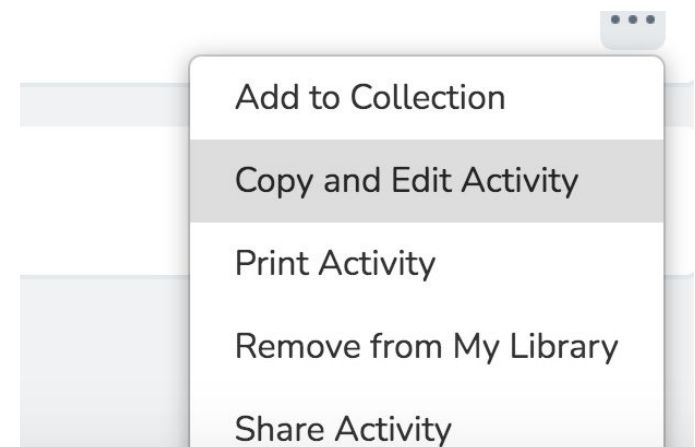 Add to Collection
Copy and Edit Activity
Print Activity
Remove from My Library
Share Activity